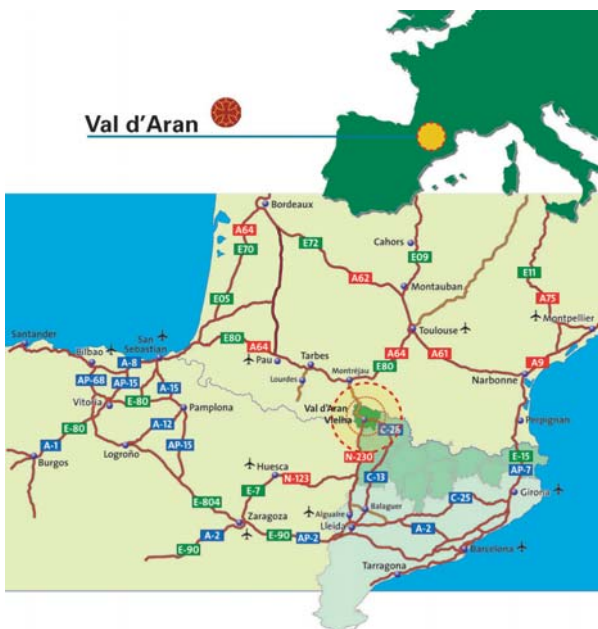 Val d'Aran
Bordeaux
A64
E70
E72
Cahors
E09
A62
E11
Montauban
E05
A75
Montpellier
Santander
San
Sebastian
Bilbao
E80
A64
Toulouse
A-8
Pau
Tarbes
A64
A61
AP-68
AP-15
Lourdes
Montréjau
E80
A9
A-15
Narbonne
Vitoria
E-80
Pamplona
Val d'Aran
Vielha
C-28
Perpignan
E-80
A-12
A-1
AP-15
N-230
E-15
Burgos
Logroño
Huesca
AP-7
E-7
N-123
C-13
Girona
C-25
E-804
Alguaire
Balaguer
Zaragoza
Lleida
A-2
E-90
AP-2
A-2
E-90
Barcelona
Tarragona